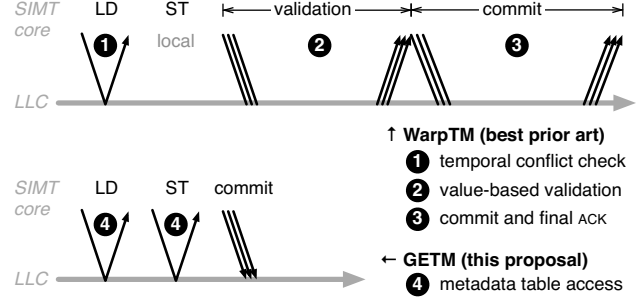 SIMT core LD ST validation commit
1 local 2 3
LLC
↑ WarpTM (best prior art)
1 temporal conflict check
2 value-based validation
3 commit and final ACK
SIMT core LD ST commit
4 4
LLC
← GETM (this proposal)
4 metadata table access